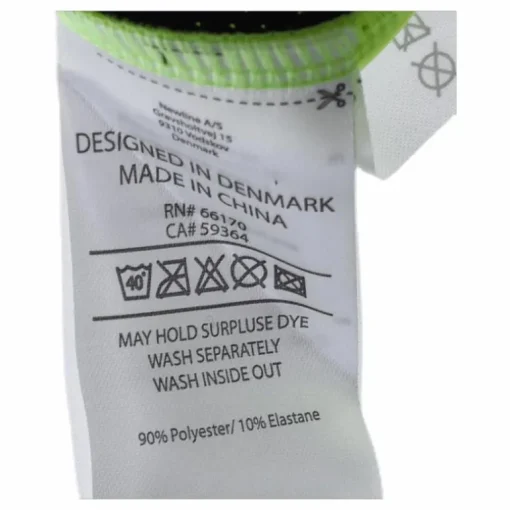 Newline A/S
Gravsholtvej 15
9310 Vodskov
Denmark
DESIGNED IN DENMARK
MADE IN CHINA
RN# 66170
CA# 59364
40°
MAY HOLD SURPLUSE DYE
WASH SEPARATELY
WASH INSIDE OUT
90% Polyester/ 10% Elastane